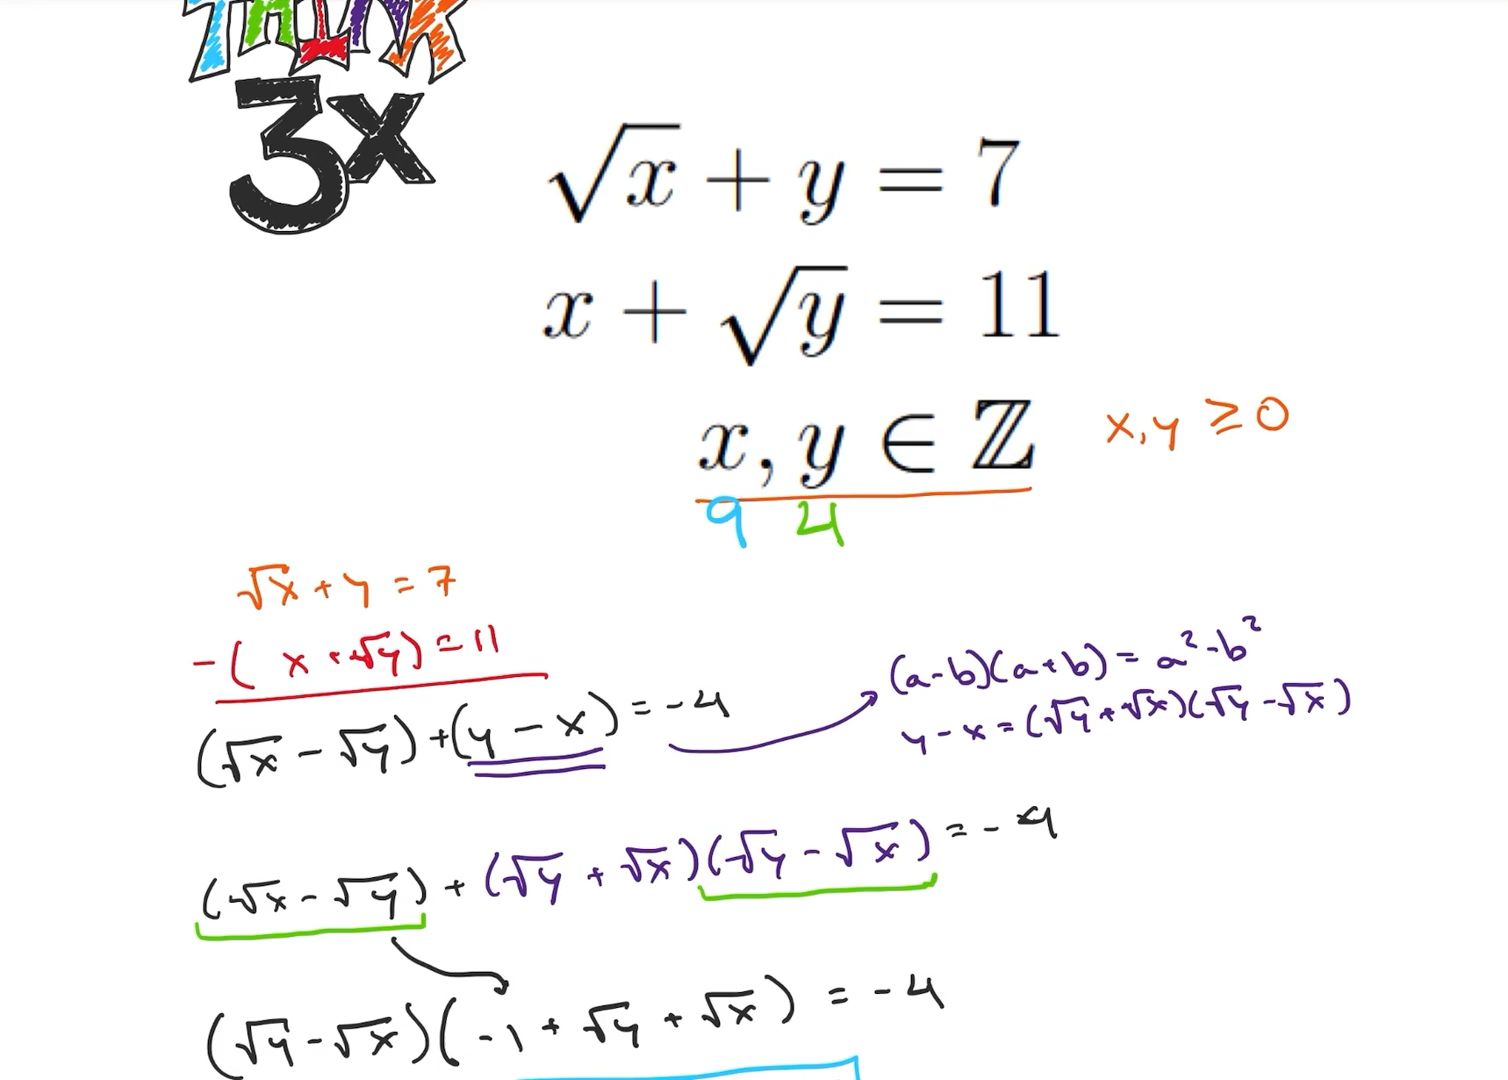 THINK
3x
√x + y = 7
x + √y = 11
x, y ∈ ℤ x, y ≥ 0
9 4
√x + y = 7
-( x + √y) = 11
(√x - √y) + (y - x) = -4
(a-b)(a+b) = a² - b²
y - x = (√y + √x)(√y - √x)
(√x - √y) + (√y + √x)(√y - √x) = -4
(√y - √x)(-1 + √y + √x) = -4